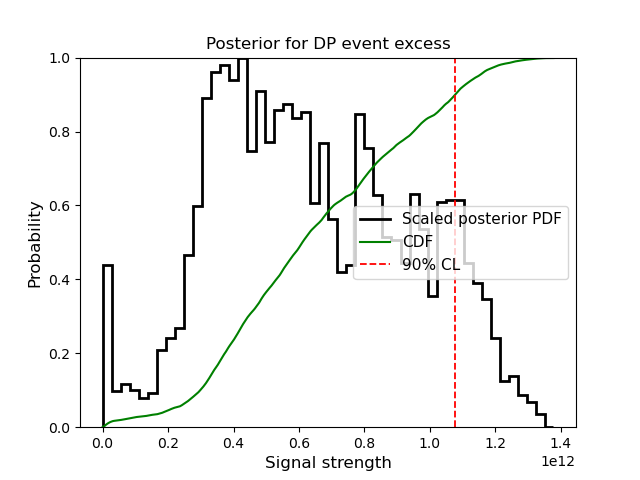 Posterior for DP event excess
1.0
0.8
0.6
0.4
0.2
0.0
Probability
Scaled posterior PDF
CDF
90% CL
0.0 0.2 0.4 0.6 0.8 1.0 1.2 1.4
1e12
Signal strength